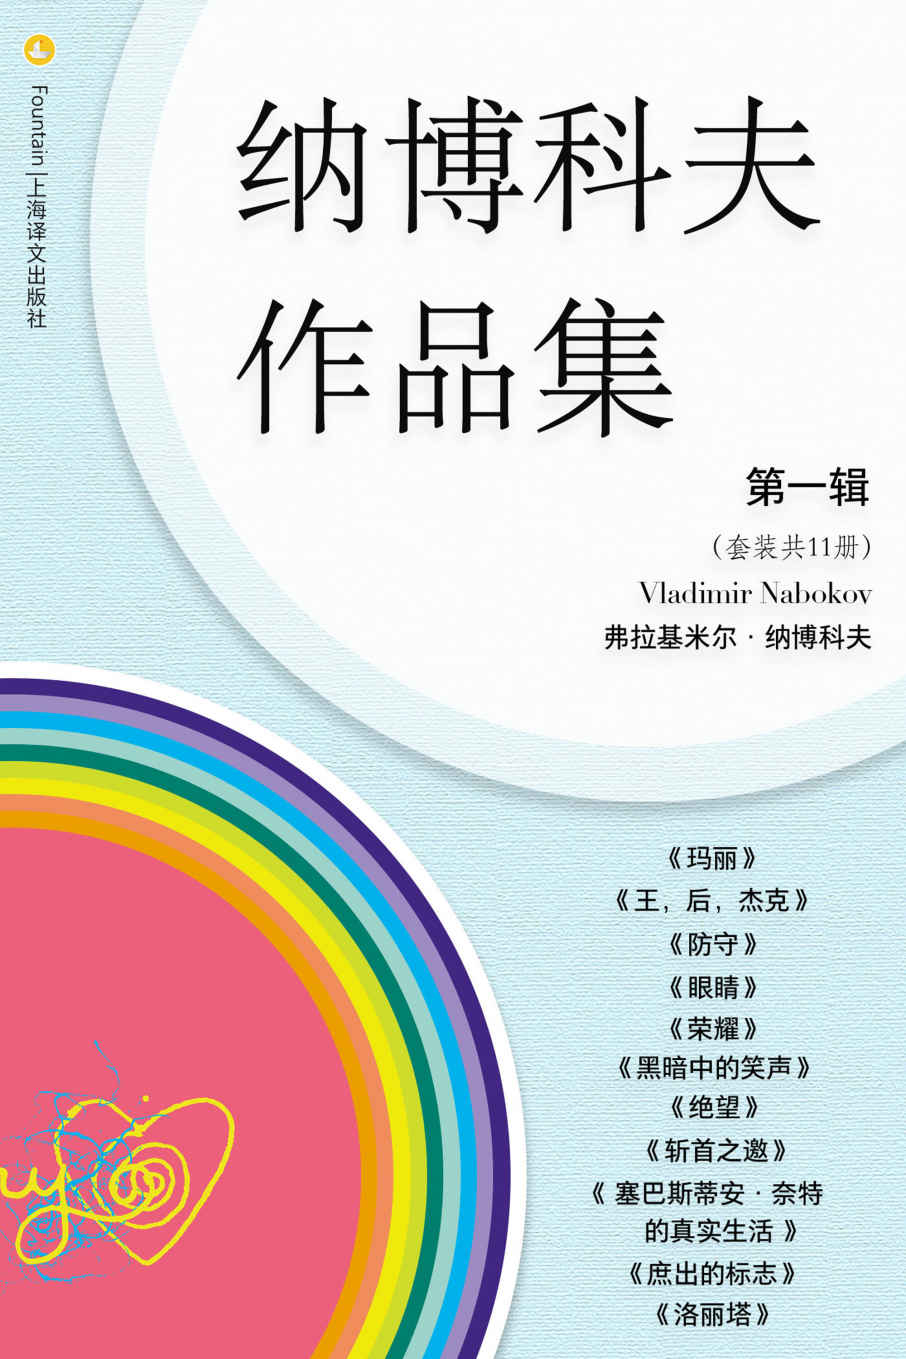 Fountain|上海译文出版社
纳博科夫
作品集
第一辑
(套装共11册)
Vladimir Nabokov
弗拉基米尔·纳博科夫
《玛丽》
《王，后，杰克》
《防守》
《眼睛》
《荣耀》
《黑暗中的笑声》
《绝望》
《斩首之邀》
《塞巴斯蒂安·奈特
的真实生活》
《庶出的标志》
《洛丽塔》